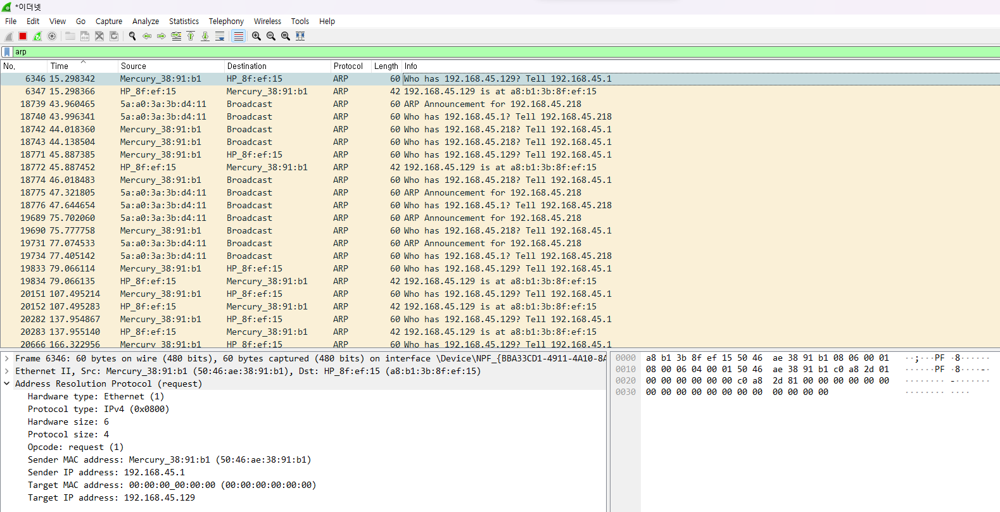 *이더넷
File Edit View Go Capture Analyze Statistics Telephony Wireless Tools Help
arp
No. Time Source Destination Protocol Length Info
6346 15.298342 Mercury_38:91:b1 HP_8f:ef:15 ARP 60 Who has 192.168.45.129? Tell 192.168.45.1
6347 15.298366 HP_8f:ef:15 Mercury_38:91:b1 ARP 42 192.168.45.129 is at a8:b1:3b:8f:ef:15
18739 43.960465 5a:a0:3a:3b:d4:11 Broadcast ARP 60 ARP Announcement for 192.168.45.218
18740 43.996341 5a:a0:3a:3b:d4:11 Broadcast ARP 60 Who has 192.168.45.1? Tell 192.168.45.218
18742 44.018360 Mercury_38:91:b1 Broadcast ARP 60 Who has 192.168.45.218? Tell 192.168.45.1
18743 44.138504 Mercury_38:91:b1 Broadcast ARP 60 Who has 192.168.45.218? Tell 192.168.45.1
18771 45.887385 Mercury_38:91:b1 HP_8f:ef:15 ARP 60 Who has 192.168.45.129? Tell 192.168.45.1
18772 45.887452 HP_8f:ef:15 Mercury_38:91:b1 ARP 42 192.168.45.129 is at a8:b1:3b:8f:ef:15
18774 46.018483 Mercury_38:91:b1 Broadcast ARP 60 Who has 192.168.45.218? Tell 192.168.45.1
18775 47.321805 5a:a0:3a:3b:d4:11 Broadcast ARP 60 ARP Announcement for 192.168.45.218
18776 47.644654 5a:a0:3a:3b:d4:11 Broadcast ARP 60 Who has 192.168.45.1? Tell 192.168.45.218
19689 75.702060 5a:a0:3a:3b:d4:11 Broadcast ARP 60 ARP Announcement for 192.168.45.218
19690 75.777758 Mercury_38:91:b1 Broadcast ARP 60 Who has 192.168.45.218? Tell 192.168.45.1
19731 77.074533 5a:a0:3a:3b:d4:11 Broadcast ARP 60 ARP Announcement for 192.168.45.218
19734 77.405142 5a:a0:3a:3b:d4:11 Broadcast ARP 60 Who has 192.168.45.1? Tell 192.168.45.218
19833 79.066114 Mercury_38:91:b1 HP_8f:ef:15 ARP 60 Who has 192.168.45.129? Tell 192.168.45.1
19834 79.066135 HP_8f:ef:15 Mercury_38:91:b1 ARP 42 192.168.45.129 is at a8:b1:3b:8f:ef:15
20151 107.495214 Mercury_38:91:b1 HP_8f:ef:15 ARP 60 Who has 192.168.45.129? Tell 192.168.45.1
20152 107.495283 HP_8f:ef:15 Mercury_38:91:b1 ARP 42 192.168.45.129 is at a8:b1:3b:8f:ef:15
20282 137.954867 Mercury_38:91:b1 HP_8f:ef:15 ARP 60 Who has 192.168.45.129? Tell 192.168.45.1
20283 137.955140 HP_8f:ef:15 Mercury_38:91:b1 ARP 42 192.168.45.129 is at a8:b1:3b:8f:ef:15
20666 166.322956 Mercury_38:91:b1 HP_8f:ef:15 ARP 60 Who has 192.168.45.129? Tell 192.168.45.1
Frame 6346: 60 bytes on wire (480 bits), 60 bytes captured (480 bits) on interface \Device\NPF_{BBA33CD1-4911-4A10-8A
Ethernet II, Src: Mercury_38:91:b1 (50:46:ae:38:91:b1), Dst: HP_8f:ef:15 (a8:b1:3b:8f:ef:15)
Address Resolution Protocol (request)
Hardware type: Ethernet (1)
Protocol type: IPv4 (0x0800)
Hardware size: 6
Protocol size: 4
Opcode: request (1)
Sender MAC address: Mercury_38:91:b1 (50:46:ae:38:91:b1)
Sender IP address: 192.168.45.1
Target MAC address: 00:00:00_00:00:00 (00:00:00:00:00:00)
Target IP address: 192.168.45.129
0000 a8 b1 3b 8f ef 15 50 46 ae 38 91 b1 08 06 00 01 ··;···PF ·8······
0010 08 00 06 04 00 01 50 46 ae 38 91 b1 c0 a8 2d 01 ······PF ·8····-·
0020 00 00 00 00 00 00 c0 a8 2d 81 00 00 00 00 00 00 ········ -·······
0030 00 00 00 00 00 00 00 00 00 00 00 00 ········ ····